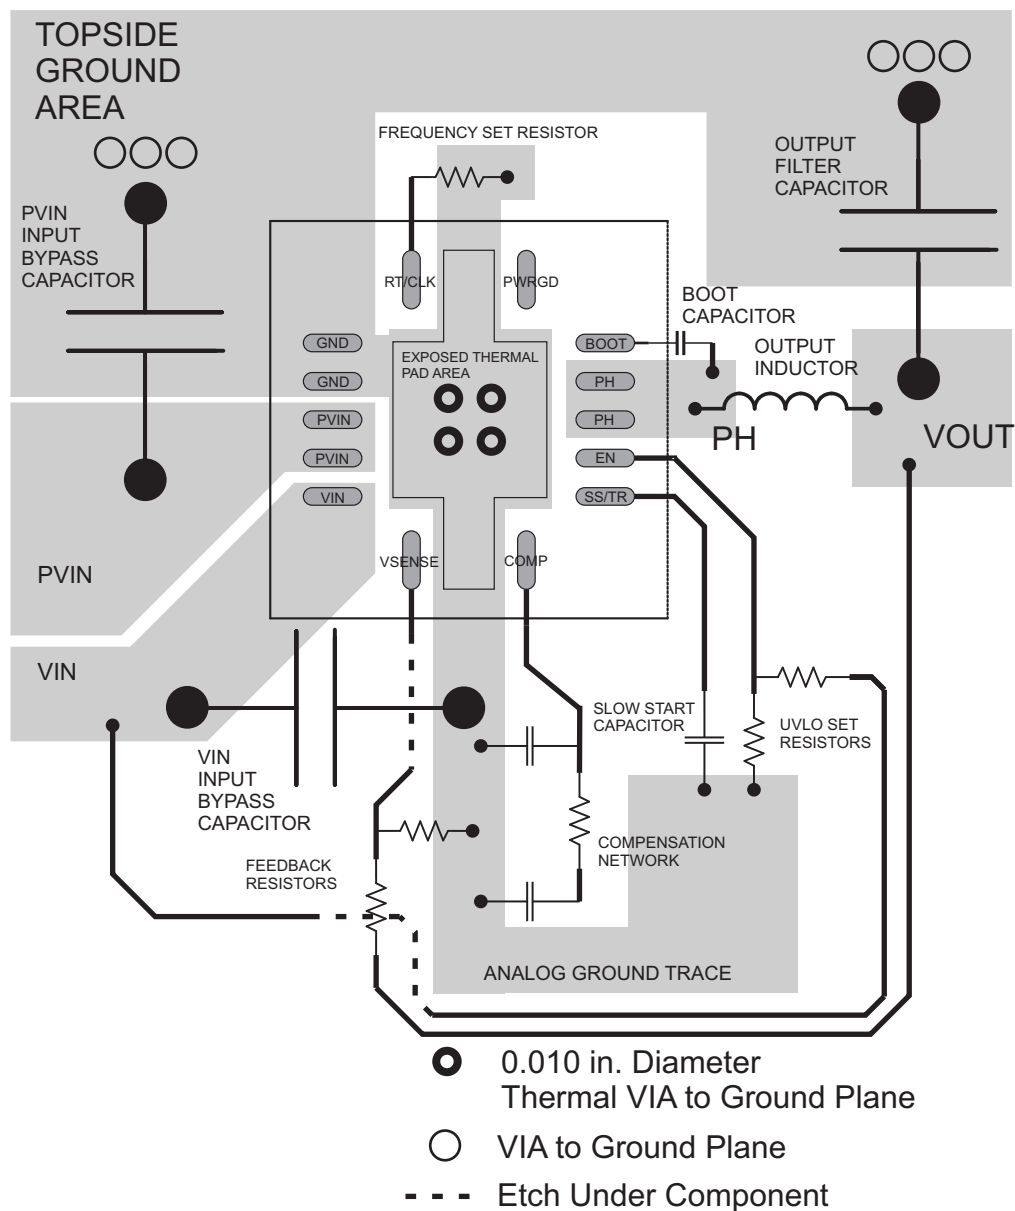 TOPSIDE
GROUND
AREA
FREQUENCY SET RESISTOR
OUTPUT
FILTER
CAPACITOR
PVIN
INPUT
BYPASS
CAPACITOR
RT/CLK
PWRGD
BOOT
CAPACITOR
GND
EXPOSED THERMAL
PAD AREA
BOOT
OUTPUT
INDUCTOR
GND
PH
PVIN
PH
PH
VOUT
PVIN
EN
VIN
SS/TR
VSENSE
COMP
PVIN
VIN
SLOW START
CAPACITOR
UVLO SET
RESISTORS
VIN
INPUT
BYPASS
CAPACITOR
COMPENSATION
NETWORK
FEEDBACK
RESISTORS
ANALOG GROUND TRACE
0.010 in. Diameter
Thermal VIA to Ground Plane
VIA to Ground Plane
Etch Under Component